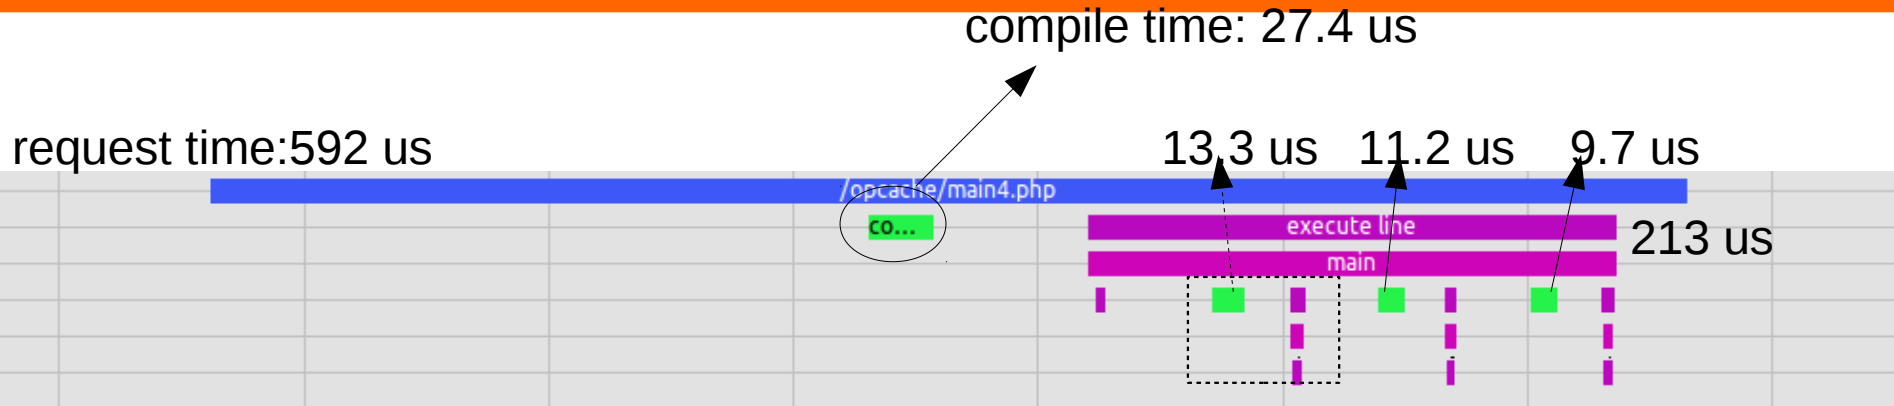 compile time: 27.4 us
request time:592 us
13.3 us
11.2 us
9.7 us
/opcache/main4.php
co...
execute line
213 us
main